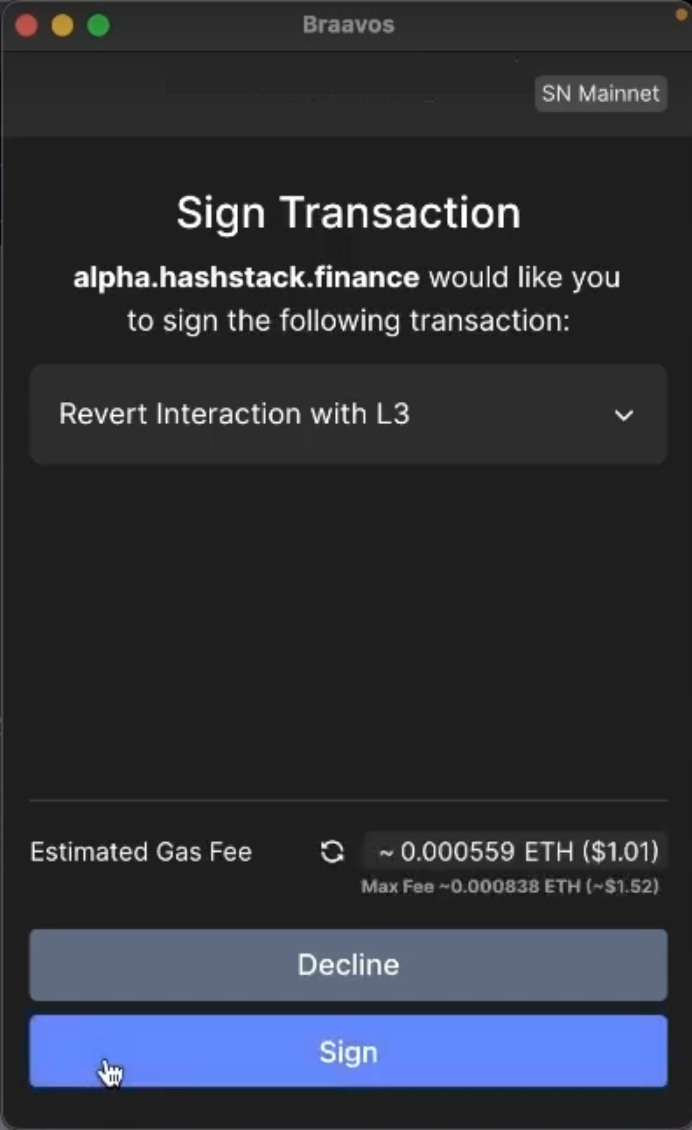 Braavos
SN Mainnet
Sign Transaction
alpha.hashstack.finance would like you
to sign the following transaction:
Revert Interaction with L3
Estimated Gas Fee ~ 0.000559 ETH ($1.01)
Max Fee ~0.000838 ETH (~$1.52)
Decline
Sign